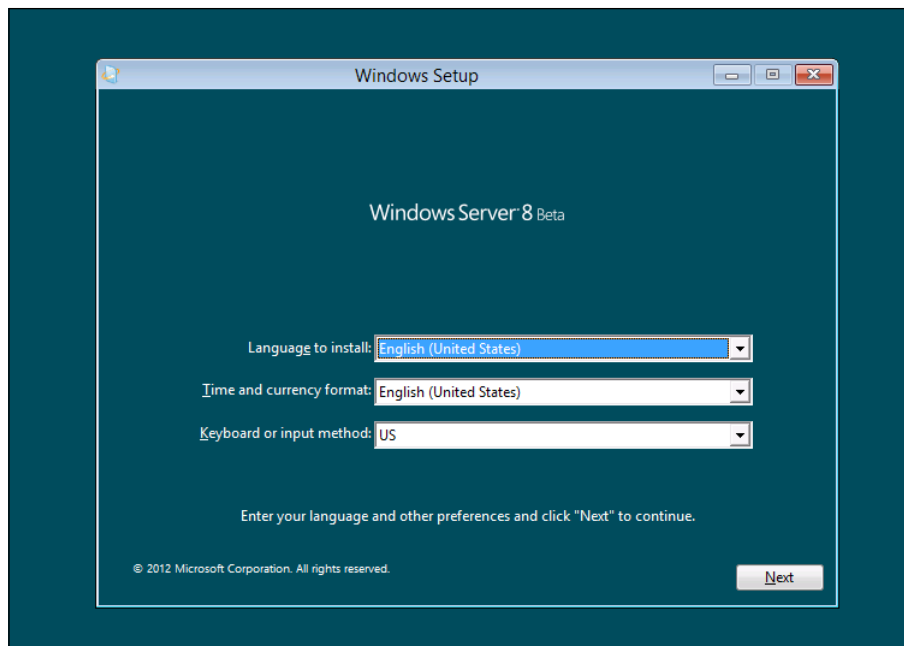 Windows Setup
Windows Server 8 Beta
Language to install: English (United States)
Time and currency format: English (United States)
Keyboard or input method: US
Enter your language and other preferences and click "Next" to continue.
© 2012 Microsoft Corporation. All rights reserved.
Next